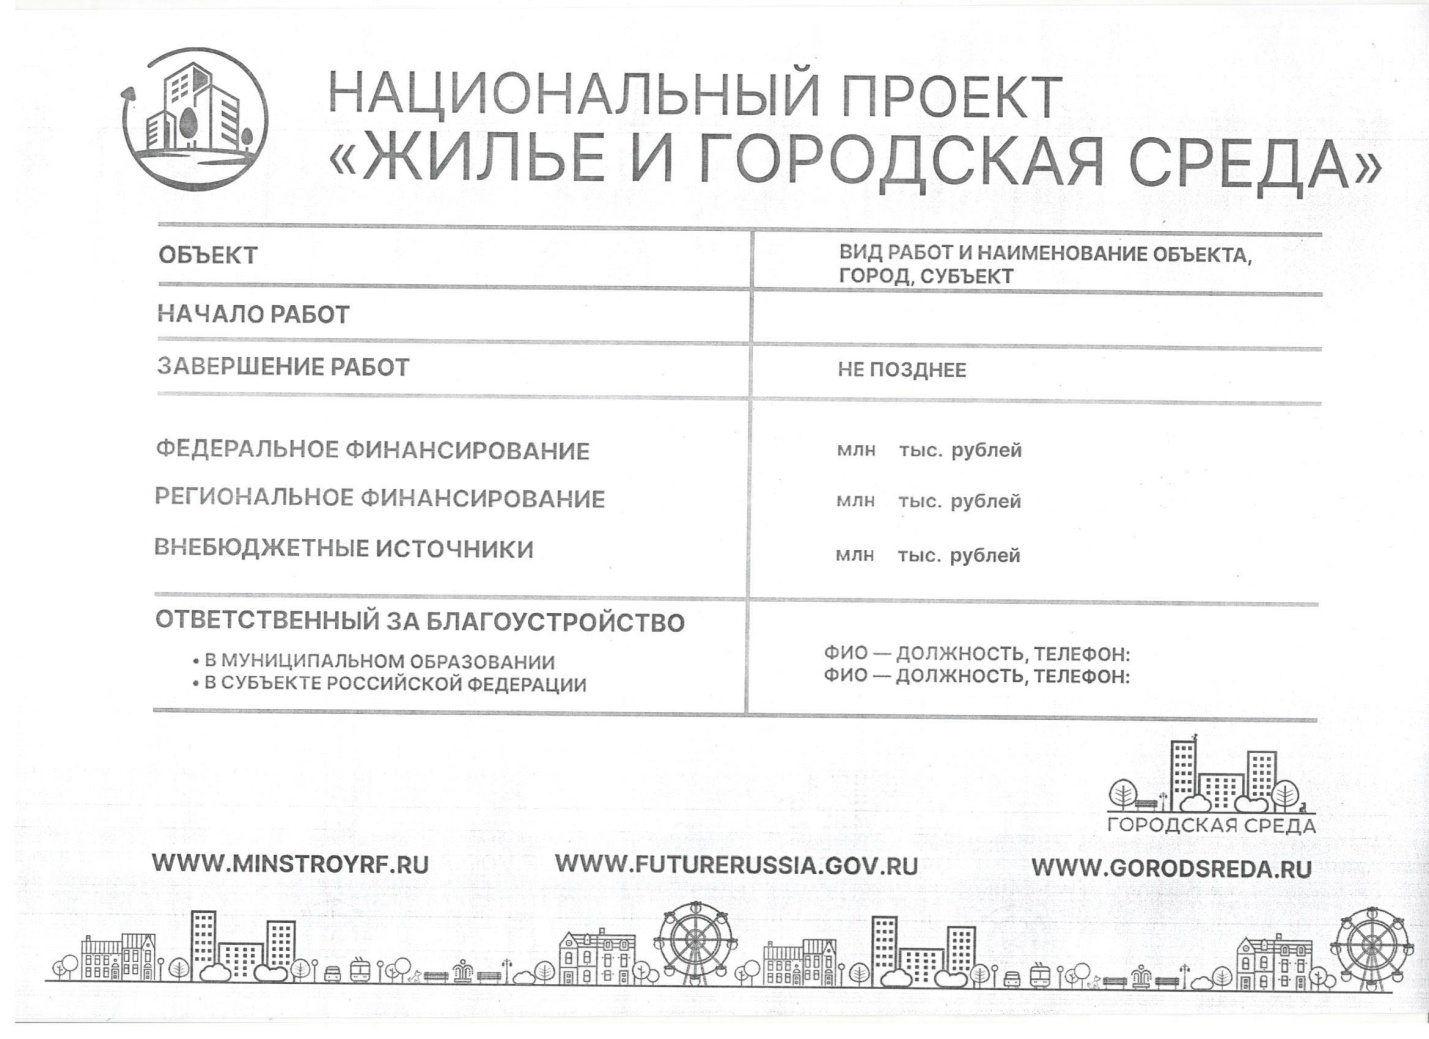 НАЦИОНАЛЬНЫЙ ПРОЕКТ
«ЖИЛЬЕ И ГОРОДСКАЯ СРЕДА»
ОБЪЕКТ
ВИД РАБОТ И НАИМЕНОВАНИЕ ОБЪЕКТА,
ГОРОД, СУБЪЕКТ
НАЧАЛО РАБОТ
ЗАВЕРШЕНИЕ РАБОТ
НЕ ПОЗДНЕЕ
ФЕДЕРАЛЬНОЕ ФИНАНСИРОВАНИЕ
млн тыс. рублей
РЕГИОНАЛЬНОЕ ФИНАНСИРОВАНИЕ
млн тыс. рублей
ВНЕБЮДЖЕТНЫЕ ИСТОЧНИКИ
млн тыс. рублей
ОТВЕТСТВЕННЫЙ ЗА БЛАГОУСТРОЙСТВО
• В МУНИЦИПАЛЬНОМ ОБРАЗОВАНИИ
• В СУБЪЕКТЕ РОССИЙСКОЙ ФЕДЕРАЦИИ
ФИО — ДОЛЖНОСТЬ, ТЕЛЕФОН:
ФИО — ДОЛЖНОСТЬ, ТЕЛЕФОН:
ГОРОДСКАЯ СРЕДА
WWW.MINSTROYRF.RU
WWW.FUTURERUSSIA.GOV.RU
WWW.GORODSREDA.RU